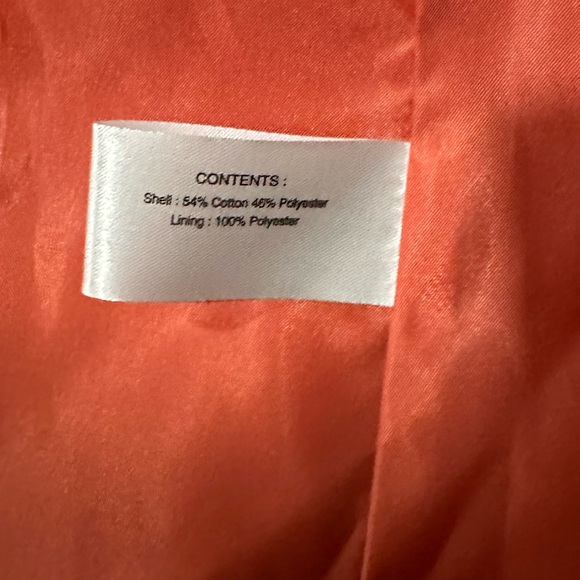 CONTENTS :
Shell : 54% Cotton 46% Polyester
Lining : 100% Polyester